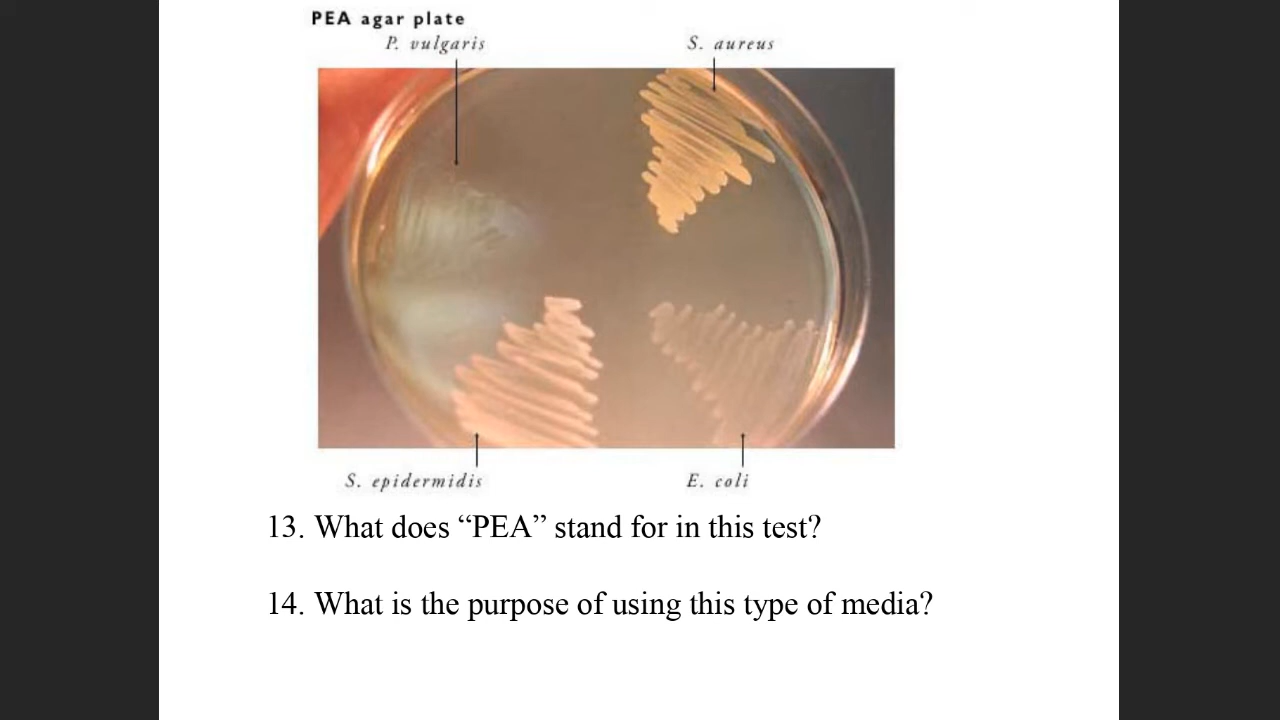 PEA agar plate
P. vulgaris
S. aureus
S. epidermidis
E. coli
13. What does “PEA” stand for in this test?
14. What is the purpose of using this type of media?